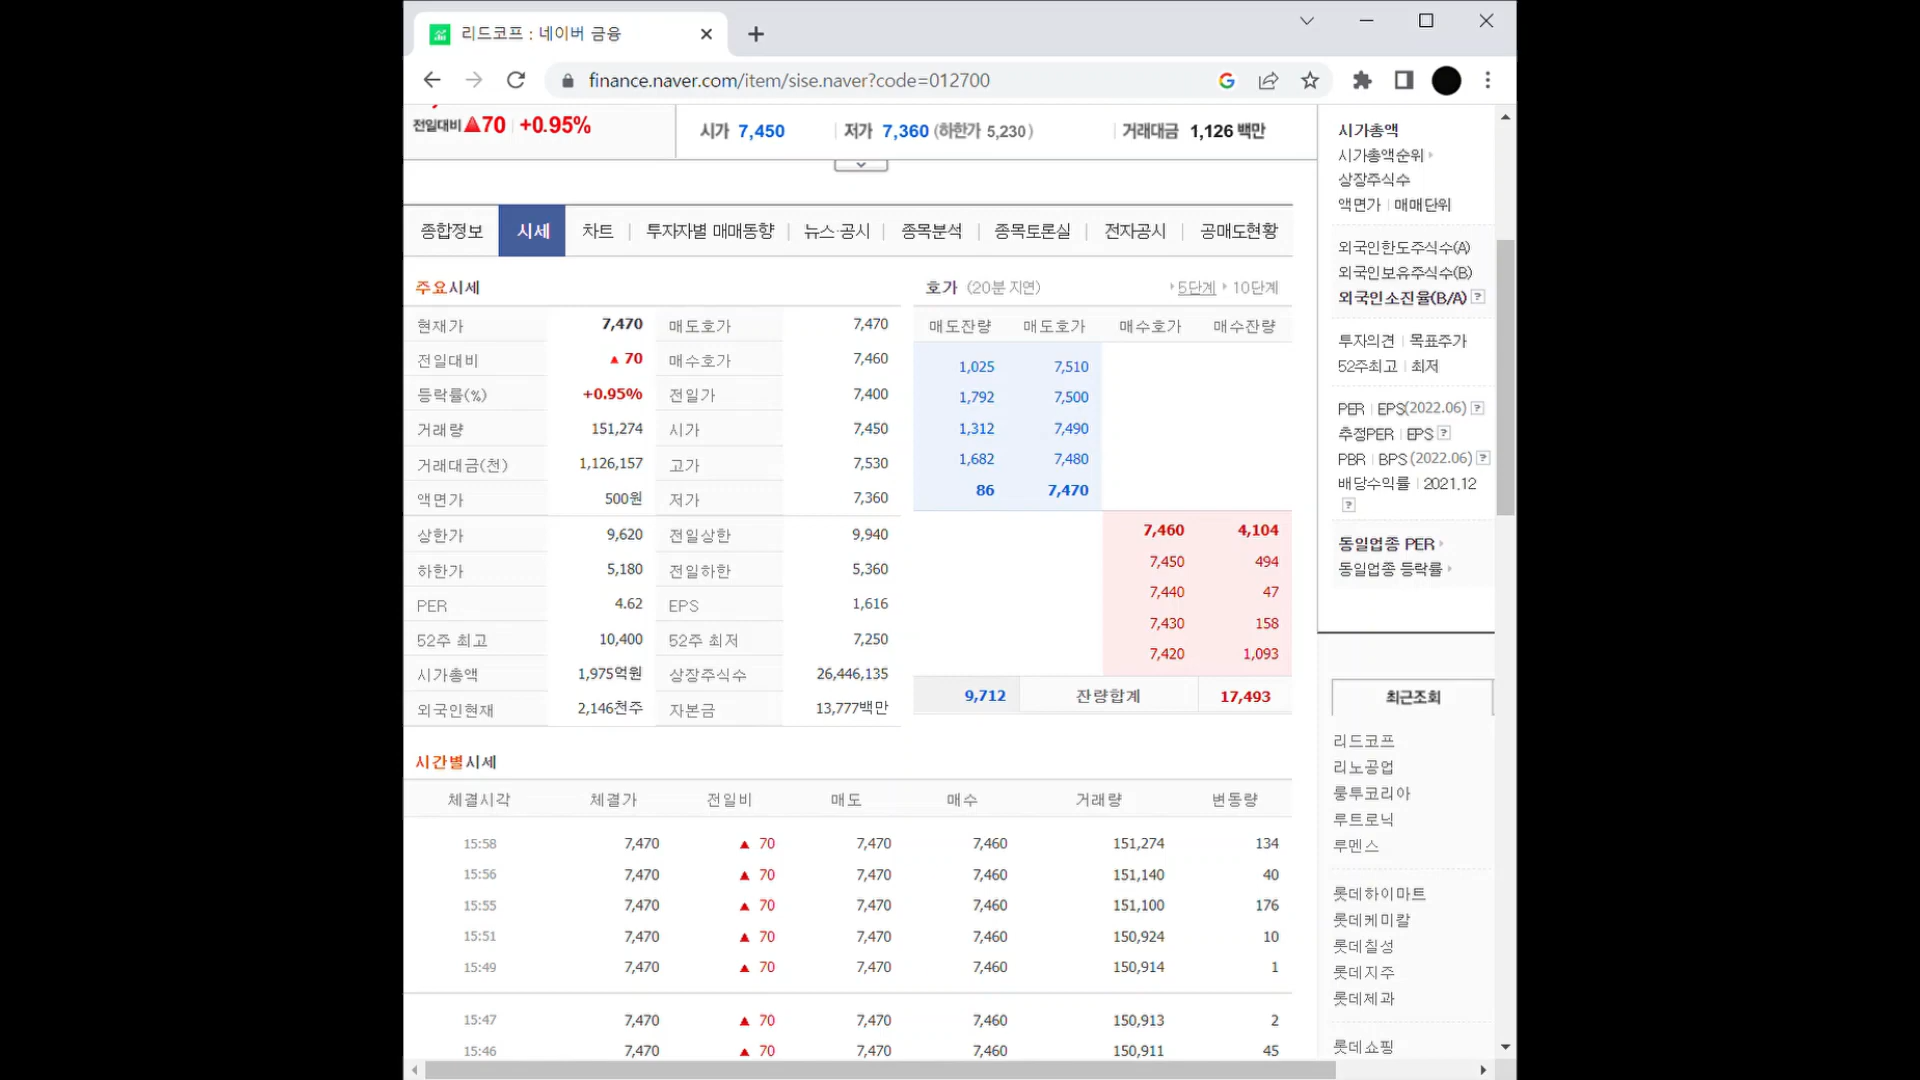 리드코프 : 네이버 금융
finance.naver.com/item/sise.naver?code=012700
전일대비 ▲70 +0.95%
시가 7,450 저가 7,360 (하한가 5,230) 거래대금 1,126 백만
종합정보 시세 차트 투자자별 매매동향 뉴스·공시 종목분석 종목토론실 전자공시 공매도현황
주요시세
현재가 7,470 매도호가 7,470
전일대비 ▲ 70 매수호가 7,460
등락률(%) +0.95% 전일가 7,400
거래량 151,274 시가 7,450
거래대금(천) 1,126,157 고가 7,530
액면가 500원 저가 7,360
상한가 9,620 전일상한 9,940
하한가 5,180 전일하한 5,360
PER 4.62 EPS 1,616
52주 최고 10,400 52주 최저 7,250
시가총액 1,975억원 상장주식수 26,446,135
외국인현재 2,146천주 자본금 13,777백만
호가 (20분 지연) 5단계 10단계
매도잔량 매도호가 매수호가 매수잔량
1,025 7,510
1,792 7,500
1,312 7,490
1,682 7,480
86 7,470
7,460 4,104
7,450 494
7,440 47
7,430 158
7,420 1,093
9,712 잔량합계 17,493
시간별시세
체결시각 체결가 전일비 매도 매수 거래량 변동량
15:58 7,470 ▲ 70 7,470 7,460 151,274 134
15:56 7,470 ▲ 70 7,470 7,460 151,140 40
15:55 7,470 ▲ 70 7,470 7,460 151,100 176
15:51 7,470 ▲ 70 7,470 7,460 150,924 10
15:49 7,470 ▲ 70 7,470 7,460 150,914 1
15:47 7,470 ▲ 70 7,470 7,460 150,913 2
15:46 7,470 ▲ 70 7,470 7,460 150,911 45
시가총액
시가총액순위
상장주식수
액면가 | 매매단위
외국인한도주식수(A)
외국인보유주식수(B)
외국인소진율(B/A) ?
투자의견 | 목표주가
52주최고 | 최저
PER | EPS(2022.06) ?
추정PER | EPS ?
PBR | BPS (2022.06) ?
배당수익률 | 2021.12
?
동일업종 PER
동일업종 등락률
최근조회
리드코프
리노공업
룽투코리아
루트로닉
루멘스
롯데하이마트
롯데케미칼
롯데칠성
롯데지주
롯데제과
롯데쇼핑